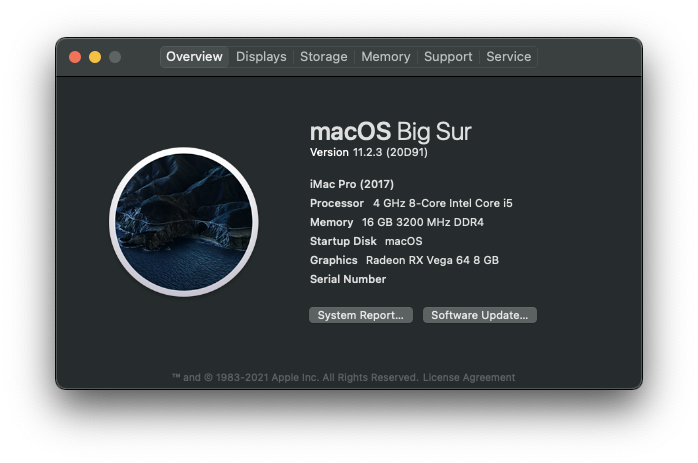 Overview Displays Storage Memory Support Service
macOS Big Sur
Version 11.2.3 (20D91)
iMac Pro (2017)
Processor 4 GHz 8-Core Intel Core i5
Memory 16 GB 3200 MHz DDR4
Startup Disk macOS
Graphics Radeon RX Vega 64 8 GB
Serial Number
System Report... Software Update...
™ and © 1983-2021 Apple Inc. All Rights Reserved. License Agreement